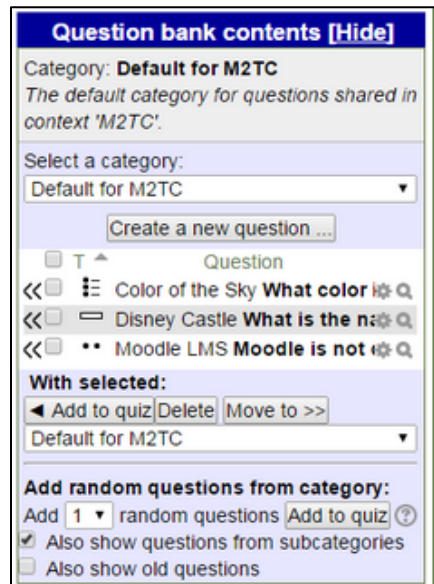 Question bank contents [Hide]
Category: Default for M2TC
The default category for questions shared in
context 'M2TC'.
Select a category:
Default for M2TC
Create a new question ...
T Question
Color of the Sky What color
Disney Castle What is the na
Moodle LMS Moodle is not
With selected:
◄ Add to quiz Delete Move to >>
Default for M2TC
Add random questions from category:
Add 1 random questions Add to quiz
Also show questions from subcategories
Also show old questions